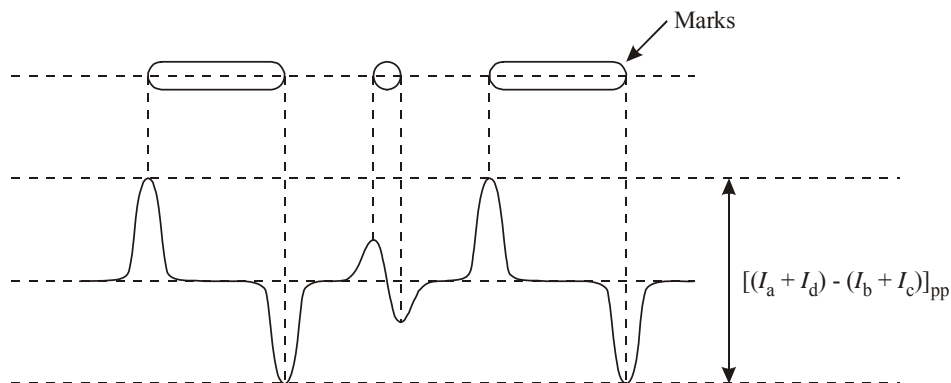 Marks
[(Ia + Id) - (Ib + Ic)]pp